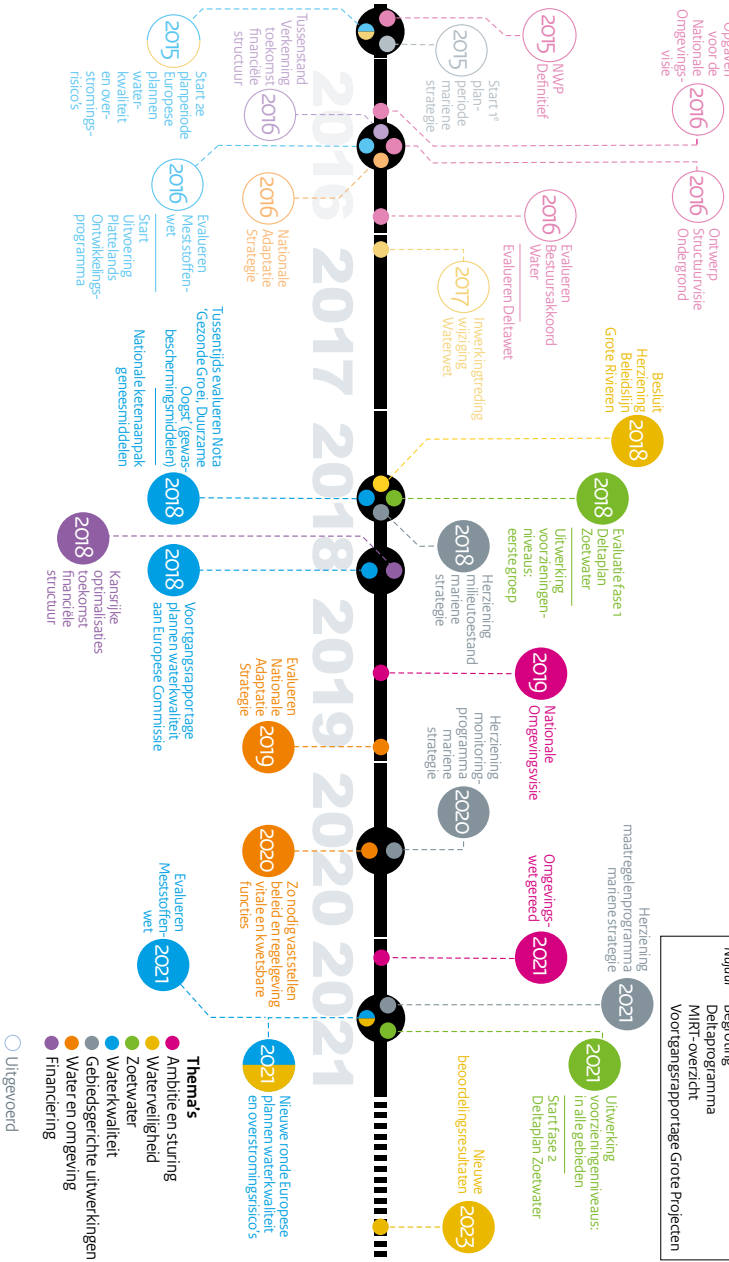 Opgaven
voor de
Nationale
Omgevings-
visie
2016
Ontwerp
Structuurvisie
Ondergrond
2016
NWP
Definitief
2015
Start 1e
plan-
periode
mariene
strategie
2015
Evalueren
Bestuursakkoord
Water
Evalueren Deltawet
2016
Inwerkingtreding
wijziging
Waterwet
2017
Besluit
Herziening
Beleidslijn
Grote Rivieren
2018
Evaluatie fase 1
Deltaplan
Zoetwater
Uitwerking
voorzieningen-
niveaus:
eerste groep
2018
Herziening
milieutoestand
mariene
strategie
2018
Nationale
Omgevingsvisie
2019
Herziening
monitoring-
programma
mariene
strategie
2020
Omgevings-
wet gereed
2021
Herziening
maatregelenprogramma
mariene strategie
2021
Uitwerking
voorzieningenniveaus:
in alle gebieden
Start fase 2
Deltaplan Zoetwater
2021
Nieuwe
beoordelingsresultaten
2023
Begroting
Deltaprogramma
MIRT-overzicht
Voortgangsrapportage Grote Projecten
2016 2017 2018 2019 2020 2021
Start 2e
planperiode
Europese
plannen
water-
kwaliteit
en over-
stromings-
risico's
2015
Tussenstand
Verkenning
toekomst
financiële
structuur
2016
Evalueren
Meststoffen-
wet
Start
Uitvoering
Plattelands
Ontwikkelings-
programma
2016
Nationale
Adaptatie
Strategie
2016
Tussentijds evalueren Nota
'Gezonde Groei, Duurzame
Oogst' (gewas-
beschermingsmiddelen)
Nationale ketenaanpak
geneesmiddelen
2018
Voortgangsrapportage
plannen waterkwaliteit
aan Europese Commissie
2018
Kansrijke
optimalisaties
toekomst
financiële
structuur
2018
Evalueren
Nationale
Adaptatie
Strategie
2019
Zo nodig vaststellen
beleid en regelgeving
vitale en kwetsbare
functies
2020
Evalueren
Meststoffen-
wet
2021
Nieuwe ronde Europese
plannen waterkwaliteit
en overstromingsrisico's
2021
Thema's
Ambitie en sturing
Waterveiligheid
Zoetwater
Waterkwaliteit
Gebiedsgerichte uitwerkingen
Water en omgeving
Financiering
Uitgevoerd